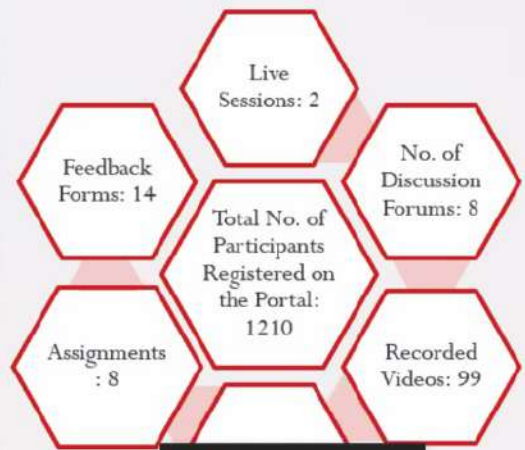 Live
Sessions: 2
Feedback
Forms: 14
No. of
Discussion
Forums: 8
Total No. of
Participants
Registered on
the Portal:
1210
Assignments
: 8
Recorded
Videos: 99